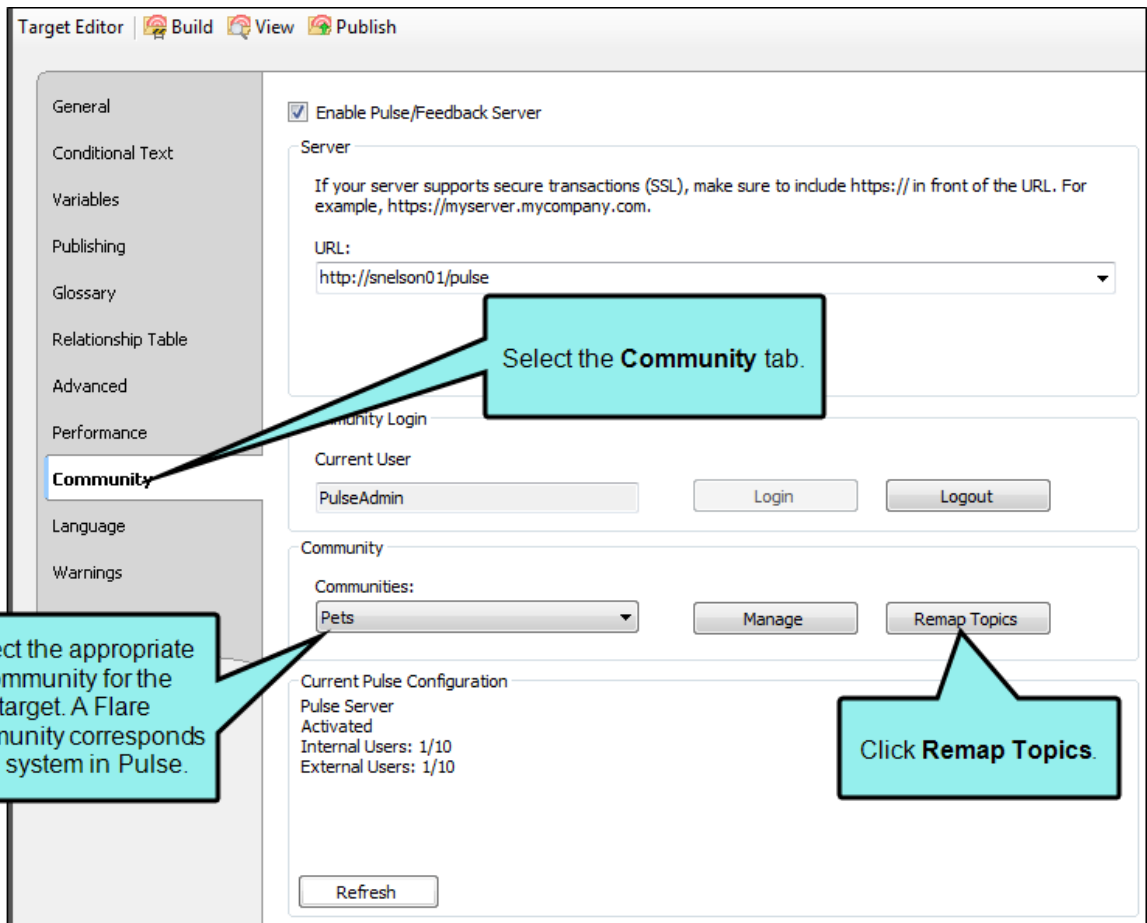 Target Editor Build View Publish
General
Conditional Text
Variables
Publishing
Glossary
Relationship Table
Advanced
Performance
Community
Language
Warnings
Enable Pulse/Feedback Server
Server
If your server supports secure transactions (SSL), make sure to include https:// in front of the URL. For
example, https://myserver.mycompany.com.
URL:
http://snelson01/pulse
Select the Community tab.
Login
Current User
PulseAdmin Login Logout
Community
Communities:
Pets Manage Remap Topics
the appropriate
for the
target. A Flare
corresponds
system in Pulse.
Current Pulse Configuration
Pulse Server
Activated
Internal Users: 1/10
External Users: 1/10
Click Remap Topics.
Refresh